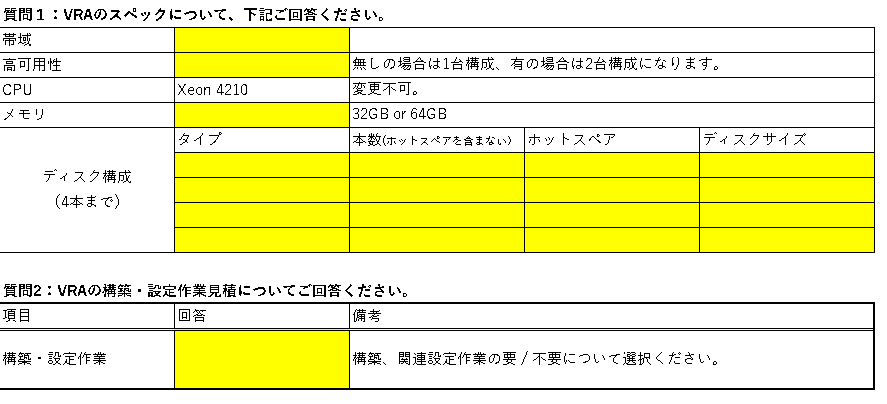 質問１：VRAのスペックについて、下記ご回答ください。
帯域
高可用性 無しの場合は1台構成、有の場合は2台構成になります。
CPU Xeon 4210 変更不可。
メモリ 32GB or 64GB
タイプ 本数(ホットスペアを含まない) ホットスペア ディスクサイズ
ディスク構成
（4本まで）
質問2：VRAの構築・設定作業見積についてご回答ください。
項目 回答 備考
構築・設定作業 構築、関連設定作業の要／不要について選択ください。